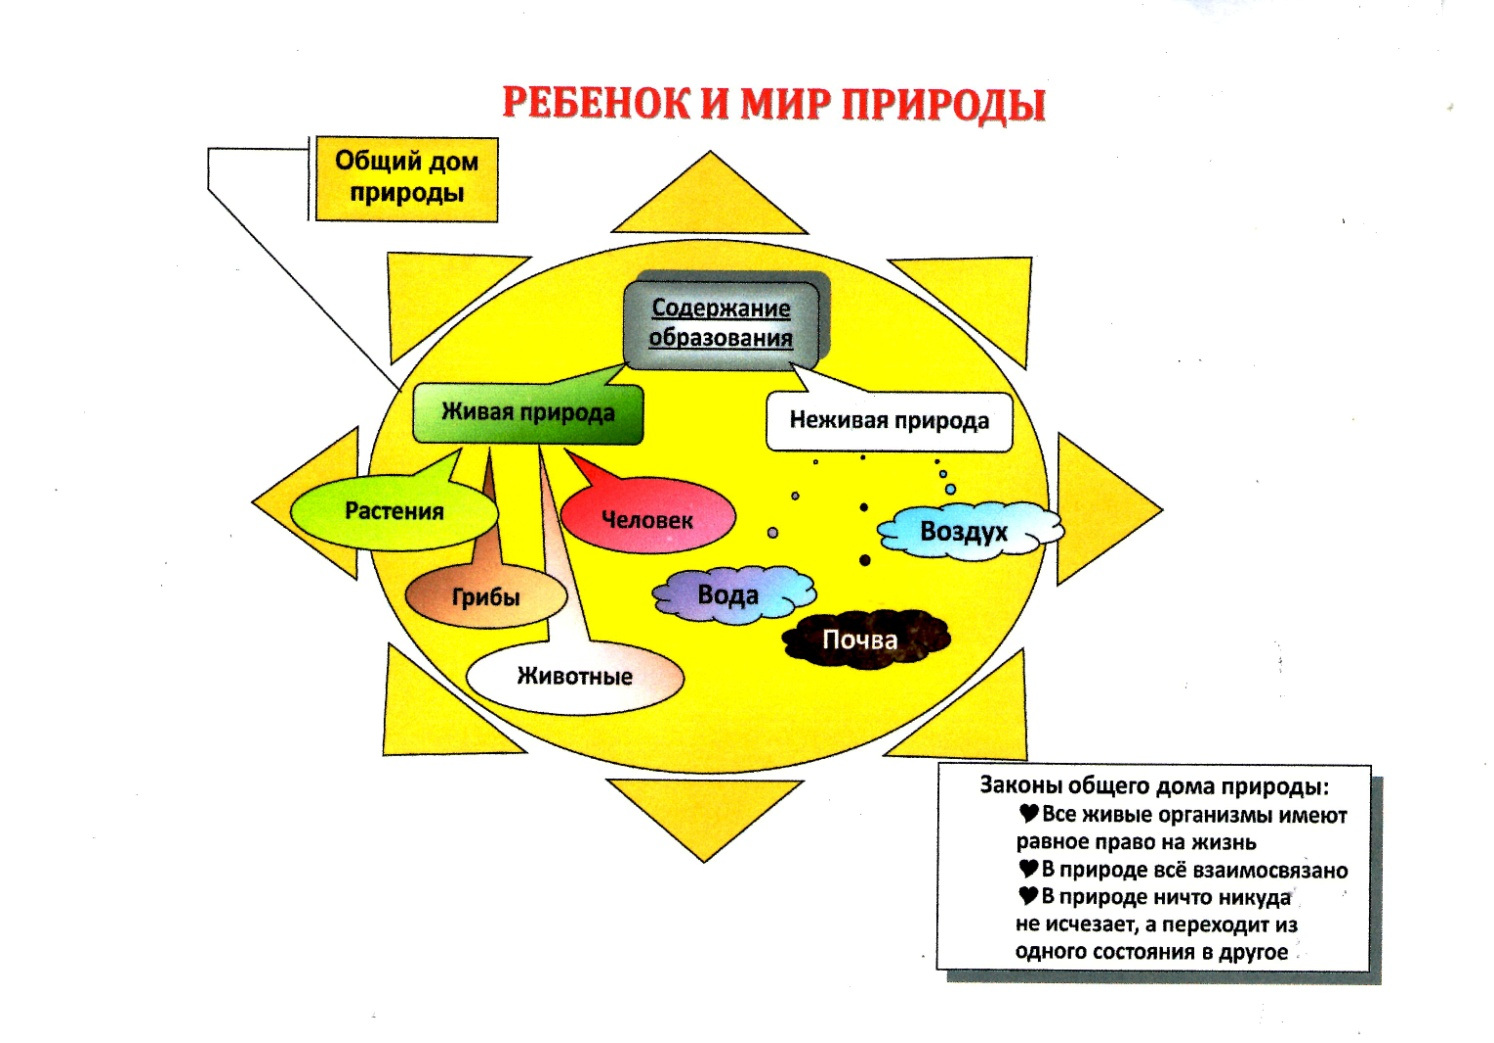 РЕБЕНОК И МИР ПРИРОДЫ
Общий дом
природы
Содержание
образования
Живая природа
Неживая природа
Растения
Человек
Воздух
Грибы
Вода
Почва
Животные
Законы общего дома природы:
♥Все живые организмы имеют
равное право на жизнь
♥В природе всё взаимосвязано
♥В природе ничто никуда
не исчезает, а переходит из
одного состояния в другое